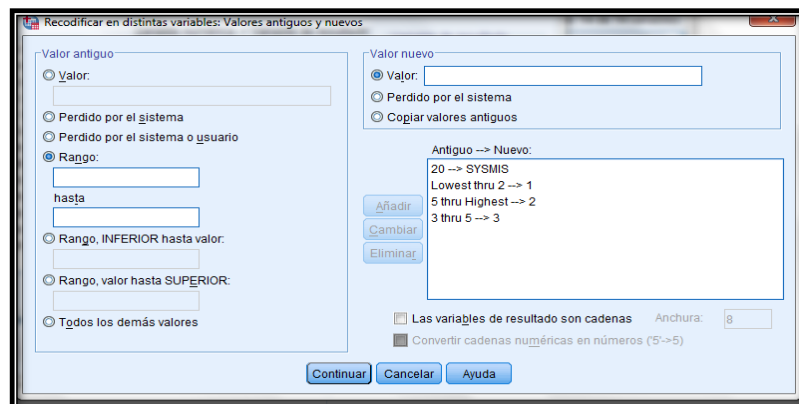 Recodificar en distintas variables: Valores antiguos y nuevos
Valor antiguo
Valor:
Perdido por el sistema
Perdido por el sistema o usuario
Rango:
hasta
Rango, INFERIOR hasta valor:
Rango, valor hasta SUPERIOR:
Todos los demás valores
Valor nuevo
Valor:
Perdido por el sistema
Copiar valores antiguos
Antiguo --> Nuevo:
20 --> SYSMIS
Lowest thru 2 --> 1
5 thru Highest --> 2
3 thru 5 --> 3
Añadir
Cambiar
Eliminar
Las variables de resultado son cadenas
Anchura:
8
Convertir cadenas numéricas en números ('5'->5)
Continuar
Cancelar
Ayuda